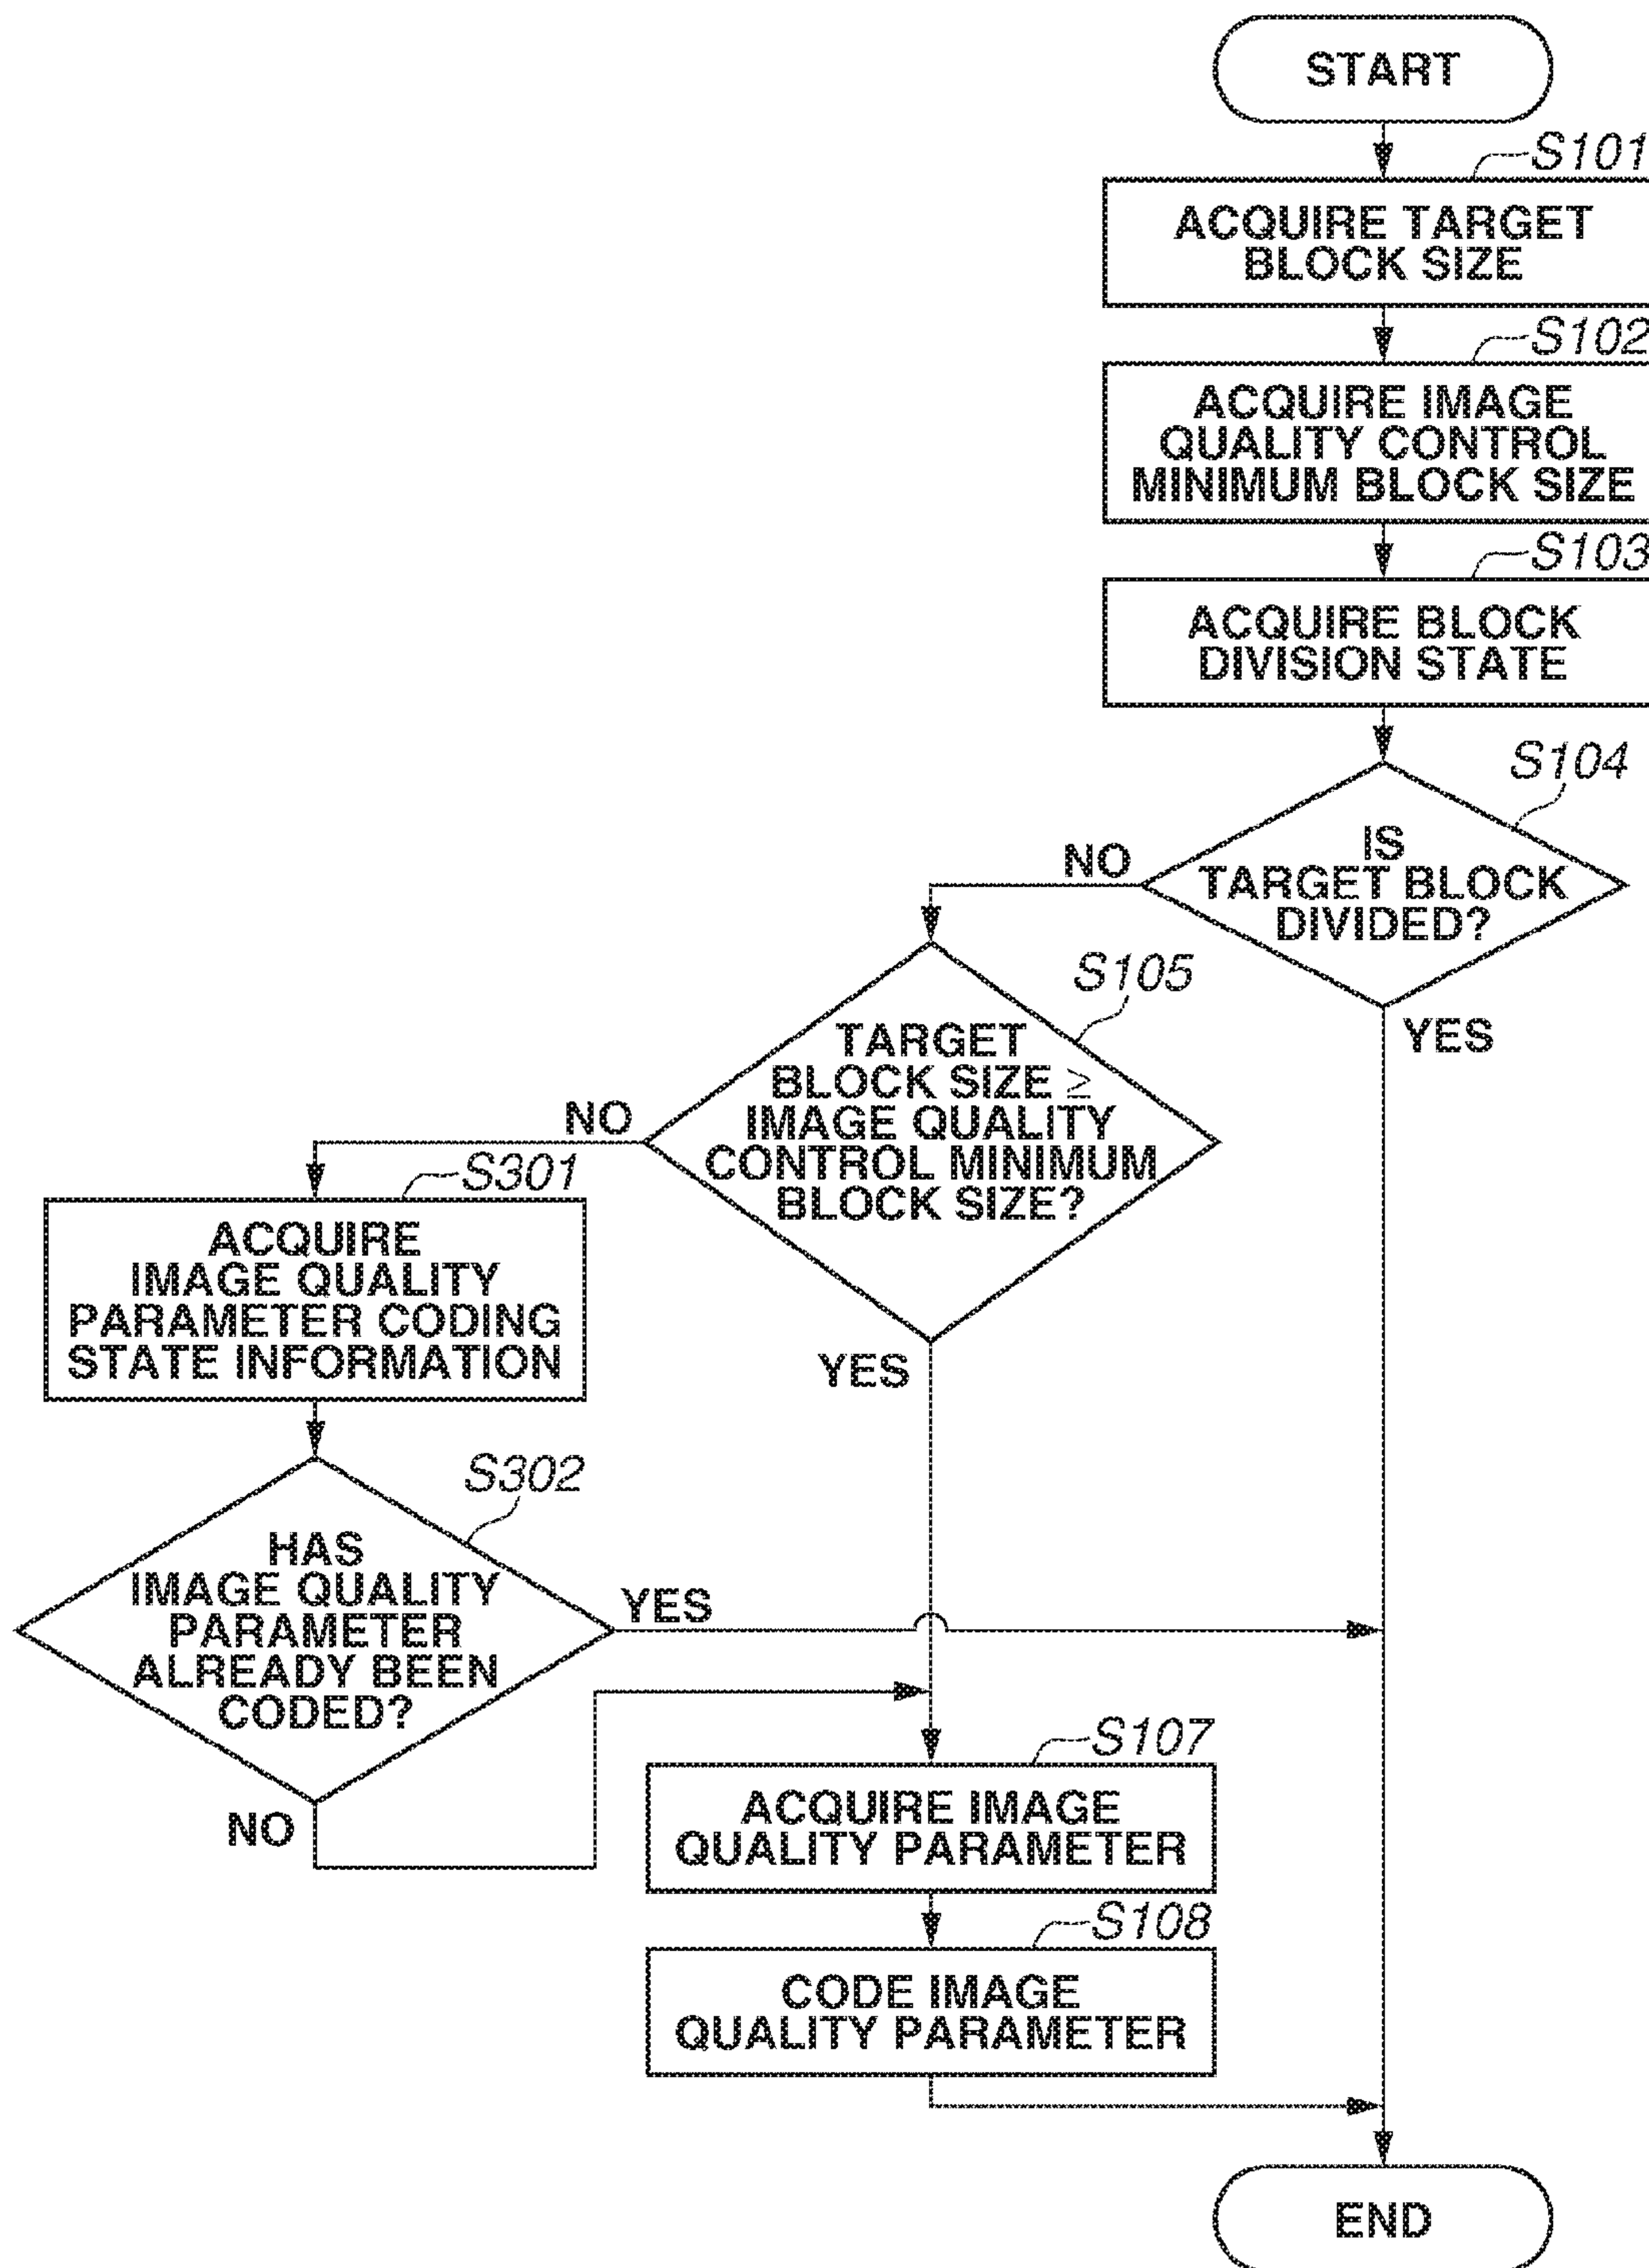 START
S101
ACQUIRE TARGET
BLOCK SIZE
S102
ACQUIRE IMAGE
QUALITY CONTROL
MINIMUM BLOCK SIZE
S103
ACQUIRE BLOCK
DIVISION STATE
S104
IS
TARGET BLOCK
DIVIDED?
NO
YES
S105
TARGET
BLOCK SIZE ≥
IMAGE QUALITY
CONTROL MINIMUM
BLOCK SIZE?
NO
YES
S301
ACQUIRE
IMAGE QUALITY
PARAMETER CODING
STATE INFORMATION
S302
HAS
IMAGE QUALITY
PARAMETER
ALREADY BEEN
CODED?
YES
NO
S107
ACQUIRE IMAGE
QUALITY PARAMETER
S108
CODE IMAGE
QUALITY PARAMETER
END